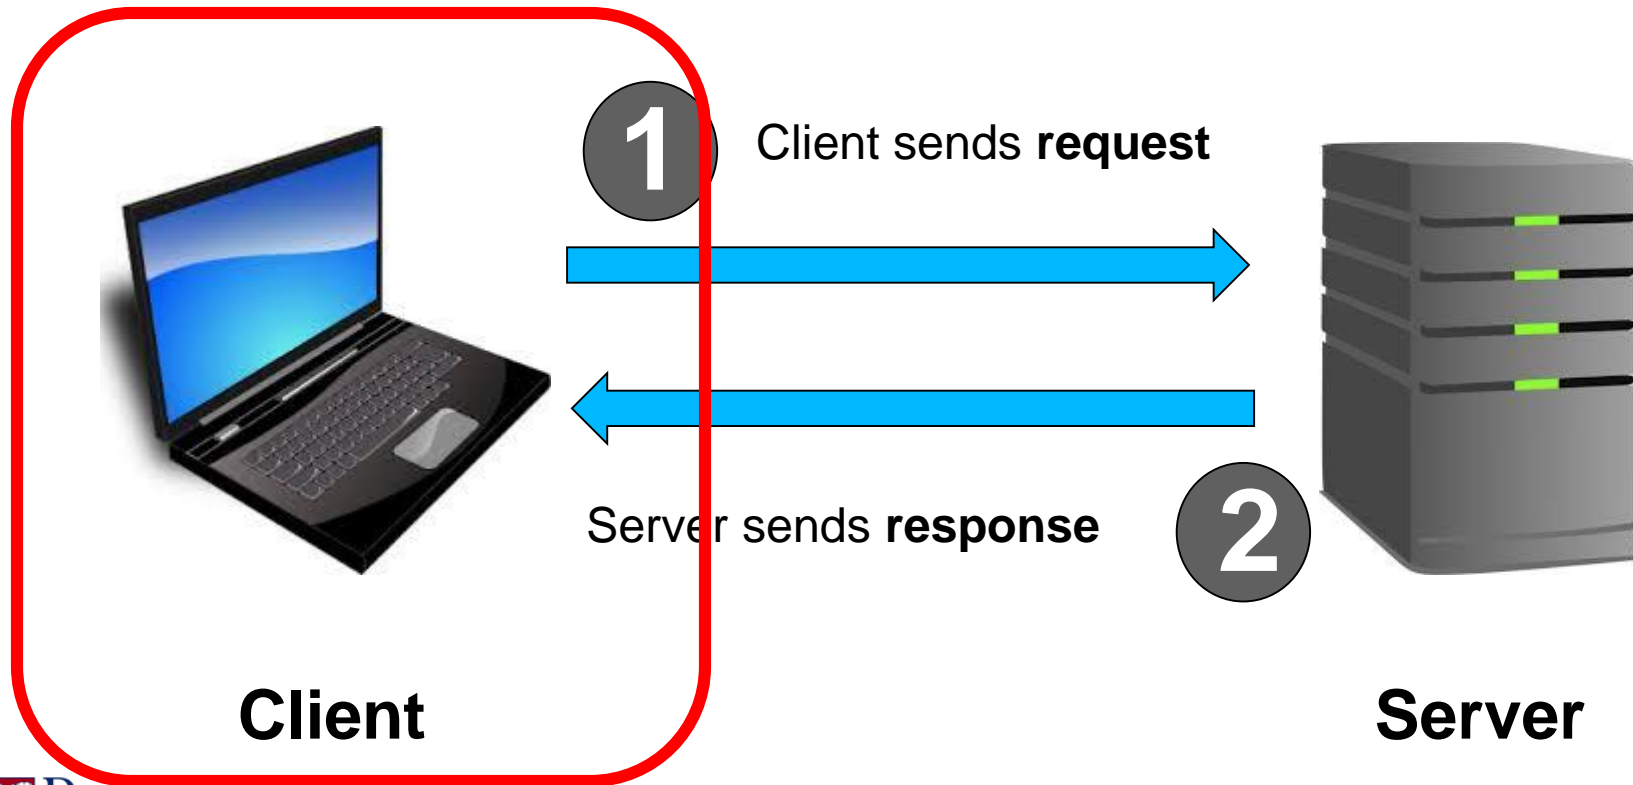 1
Client sends request
Server sends response
2
Client
Server